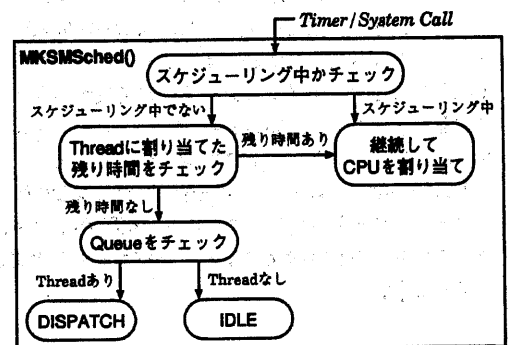 Timer/System Call
MKSMSched()
スケジューリング中かチェック
スケジューリング中でない
スケジューリング中
Threadに割り当てた
残り時間をチェック
残り時間あり
継続して
CPUを割り当て
残り時間なし
Queueをチェック
Threadあり
Threadなし
DISPATCH
IDLE